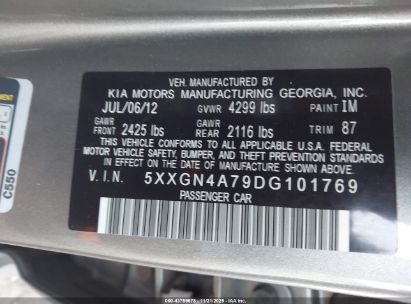 VEH. MANUFACTURED BY
KIA MOTORS MANUFACTURING GEORGIA, INC.
JUL/06/12 GVWR 4299 lbs PAINT IM
GAWR FRONT 2425 lbs GAWR REAR 2116 lbs TRIM 87
THIS VEHICLE CONFORMS TO ALL APPLICABLE U.S.A. FEDERAL
MOTOR VEHICLE SAFETY, BUMPER, AND THEFT PREVENTION
STANDARDS IN EFFECT ON THE DATE OF MANUFACTURE SHOWN ABOVE.
V.I.N. 5XXGN4A79DG101769
PASSENGER CAR
C550